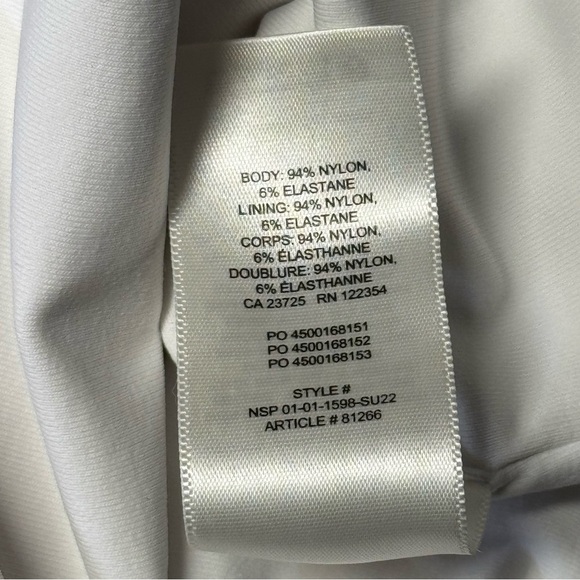 BODY: 94% NYLON,
6% ELASTANE
LINING: 94% NYLON,
6% ELASTANE
CORPS: 94% NYLON,
6% ÉLASTHANNE
DOUBLURE: 94% NYLON,
6% ÉLASTHANNE
CA 23725 RN 122354
PO 4500168151
PO 4500168152
PO 4500168153
STYLE #
NSP 01-01-1598-SU22
ARTICLE # 81266